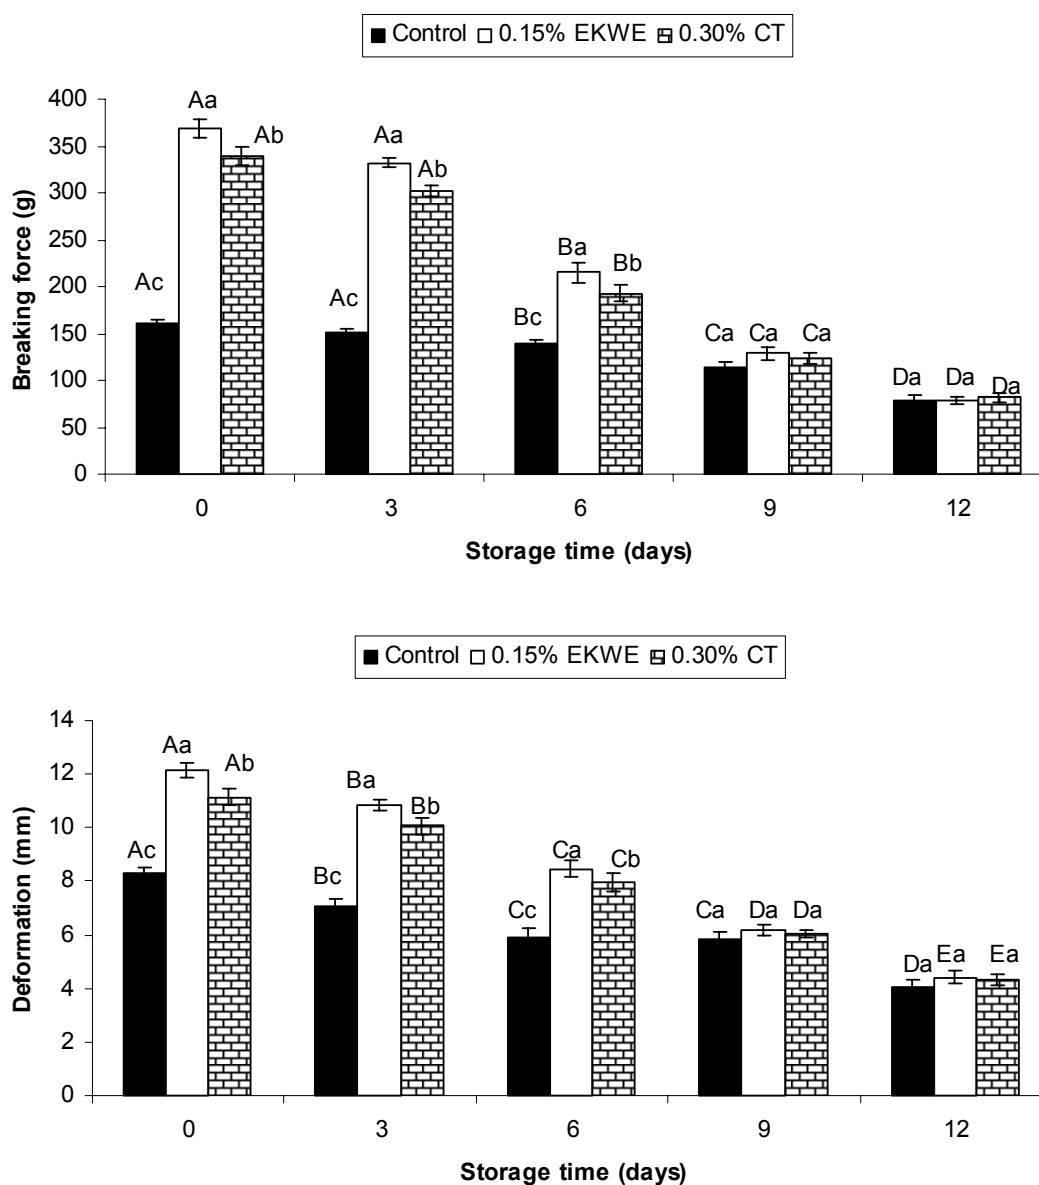 Control 0.15% EKWE 0.30% CT
Breaking force (g)
400
350
300
250
200
150
100
50
0
Ac Aa Ab
Ac Aa Ab
Bc Ba Bb
Ca Ca Ca
Da Da Da
0 3 6 9 12
Storage time (days)
Control 0.15% EKWE 0.30% CT
Deformation (mm)
14
12
10
8
6
4
2
0
Ac Aa Ab
Bc Ba Bb
Cc Ca Cb
Ca Da Da
Da Ea Ea
0 3 6 9 12
Storage time (days)